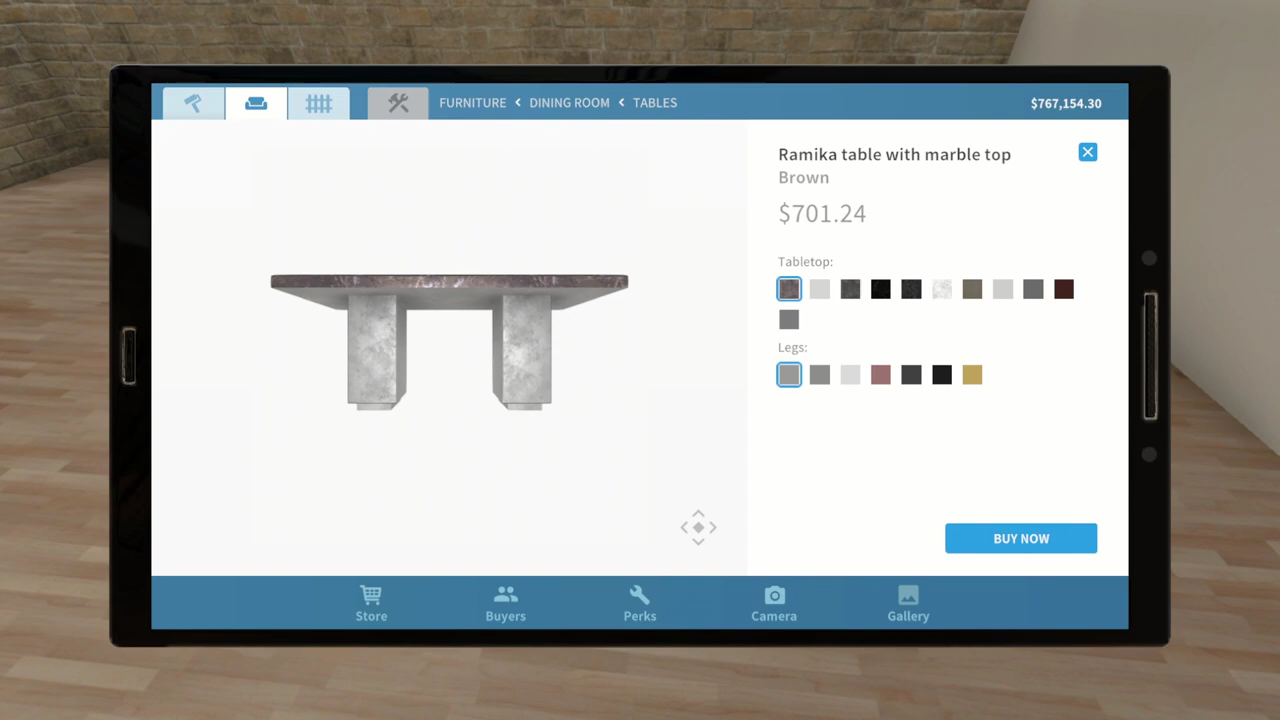 FURNITURE < DINING ROOM < TABLES
$767,154.30
Ramika table with marble top
Brown
$701.24
Tabletop:
Legs:
BUY NOW
Store
Buyers
Perks
Camera
Gallery